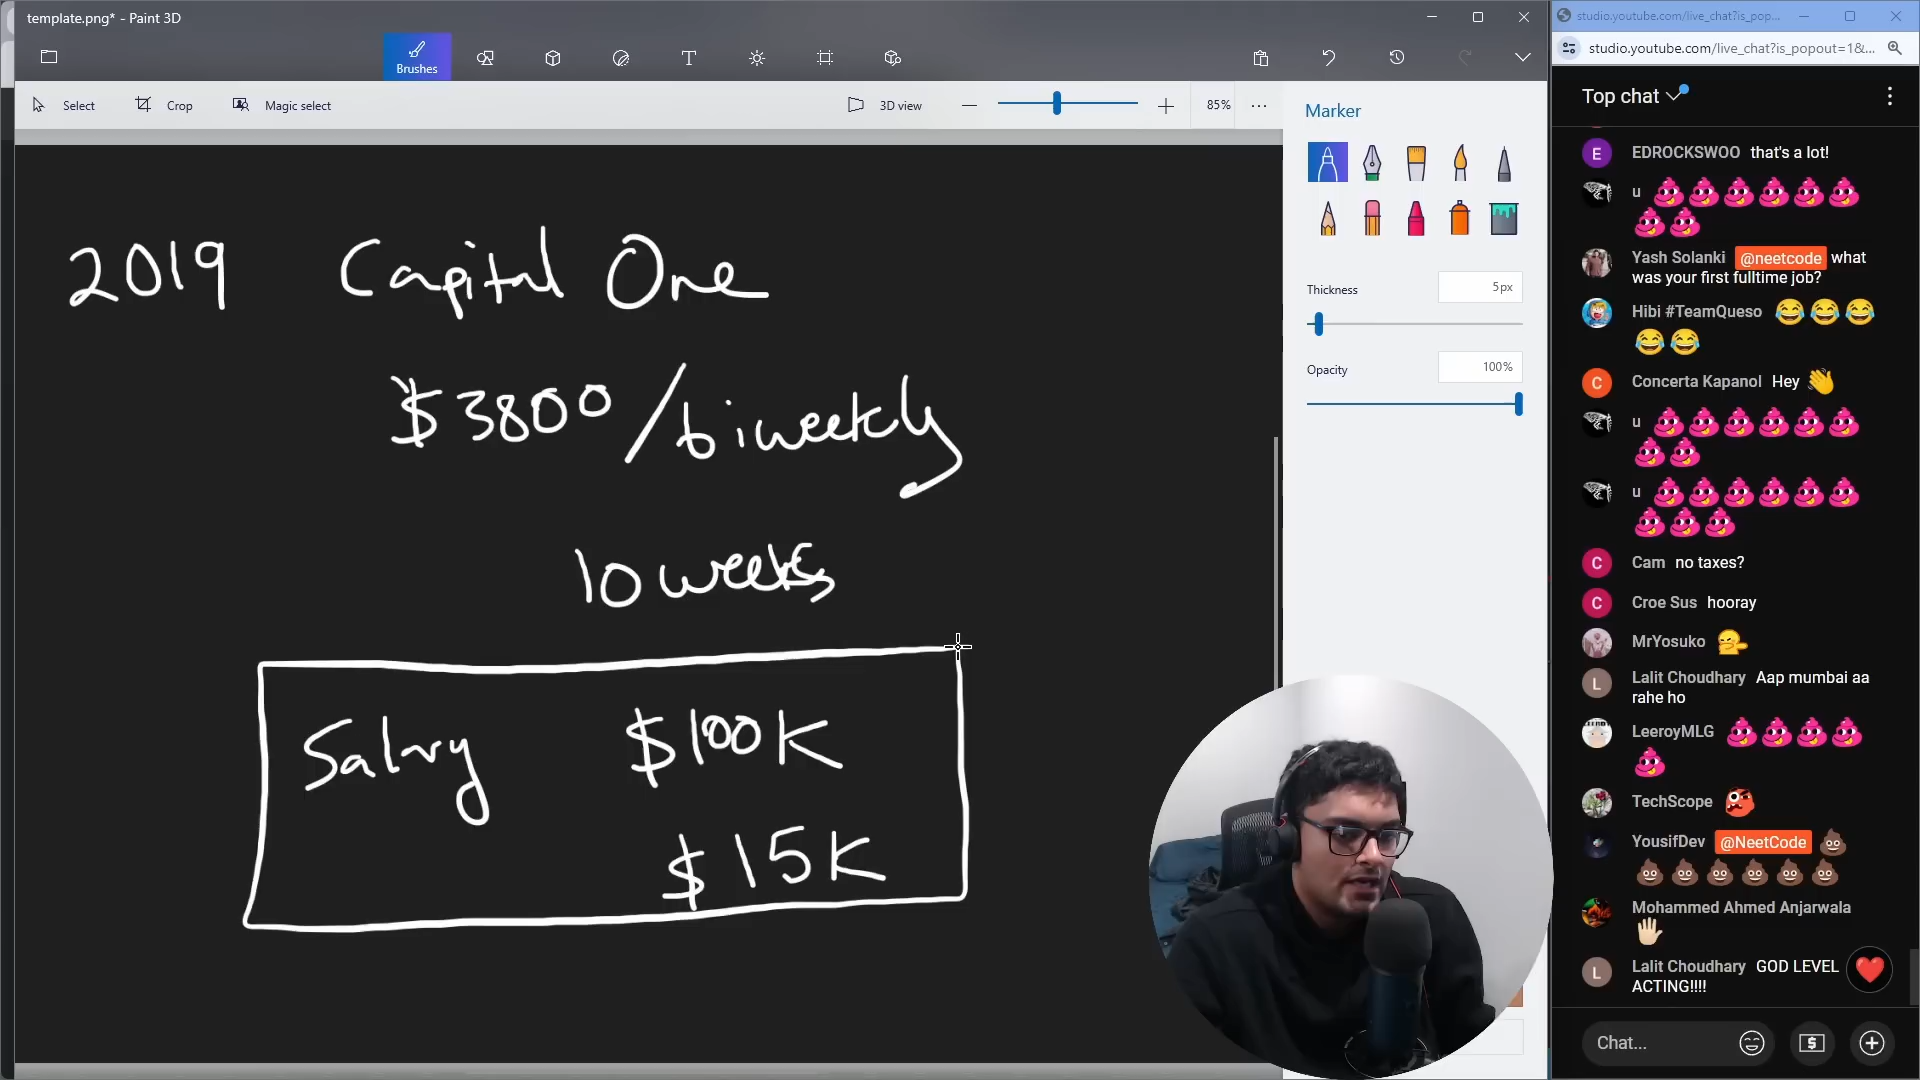 template.png* - Paint 3D
Brushes
Select Crop Magic select 3D view 85%
2019 Capital One
$3800/biweekly
10 weeks
Salary $100K
$15K
Marker
Thickness 5px
Opacity 100%
studio.youtube.com/live_chat?is_pop...
studio.youtube.com/live_chat?is_popout=1&...
Top chat
E EDROCKSWOO that's a lot!
u 💩💩💩💩💩💩
💩💩
Yash Solanki @neetcode what
was your first fulltime job?
Hibi #TeamQueso 😂😂😂
😂😂
C Concerta Kapanol Hey 👋
u 💩💩💩💩💩💩
💩💩
u 💩💩💩💩💩💩
💩💩💩
C Cam no taxes?
C Croe Sus hooray
MrYosuko
L Lalit Choudhary Aap mumbai aa
rahe ho
LeeroyMLG 💩💩💩💩
💩
TechScope
YousifDev @NeetCode 💩
💩💩💩💩💩💩
Mohammed Ahmed Anjarwala
🖐🏻
L Lalit Choudhary GOD LEVEL
ACTING!!!!
Chat...